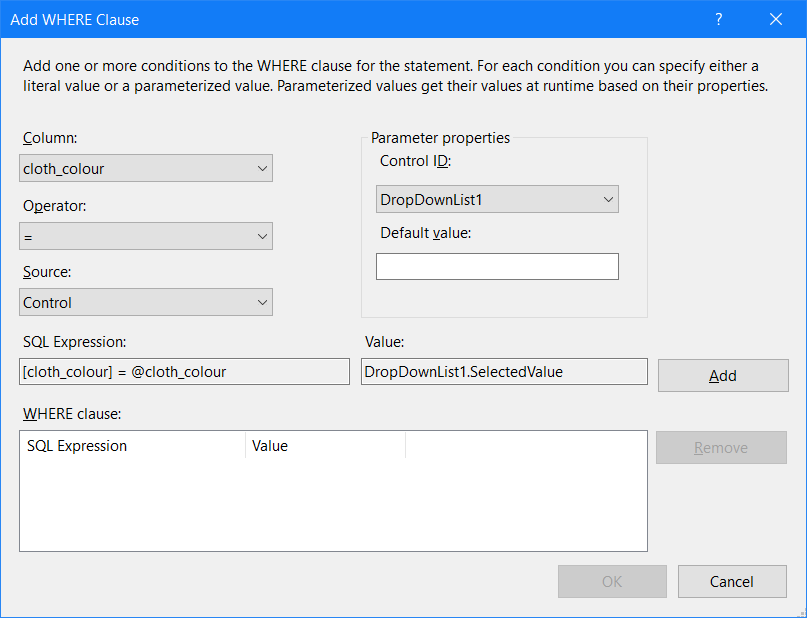 Add WHERE Clause
?
Add one or more conditions to the WHERE clause for the statement. For each condition you can specify either a
literal value or a parameterized value. Parameterized values get their values at runtime based on their properties.
Column:
cloth_colour
Operator:
=
Source:
Control
Parameter properties
Control ID:
DropDownList1
Default value:
SQL Expression:
[cloth_colour] = @cloth_colour
Value:
DropDownList1.SelectedValue
Add
WHERE clause:
SQL Expression
Value
Remove
OK
Cancel